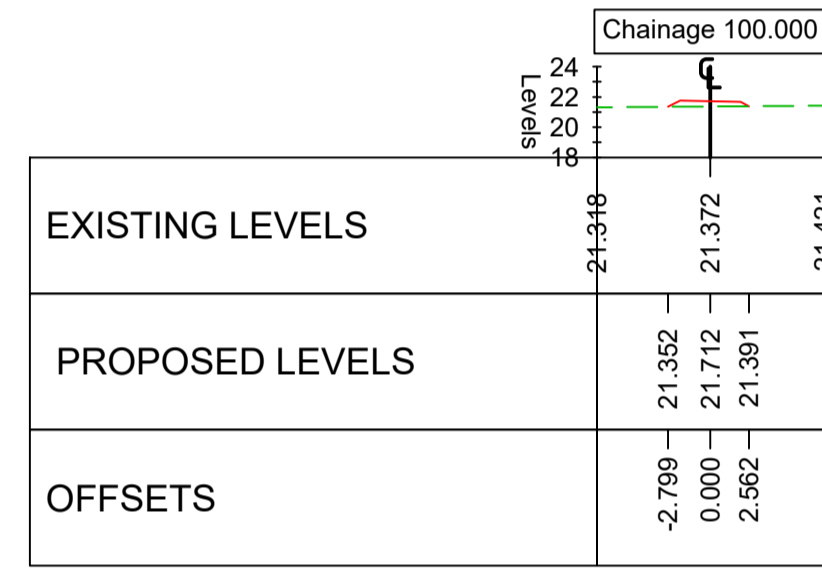 Chainage 100.000
24
22
20
18
Levels
CL
EXISTING LEVELS 21.318 21.372
PROPOSED LEVELS 21.352 21.712 21.391
OFFSETS -2.799 0.000 2.562